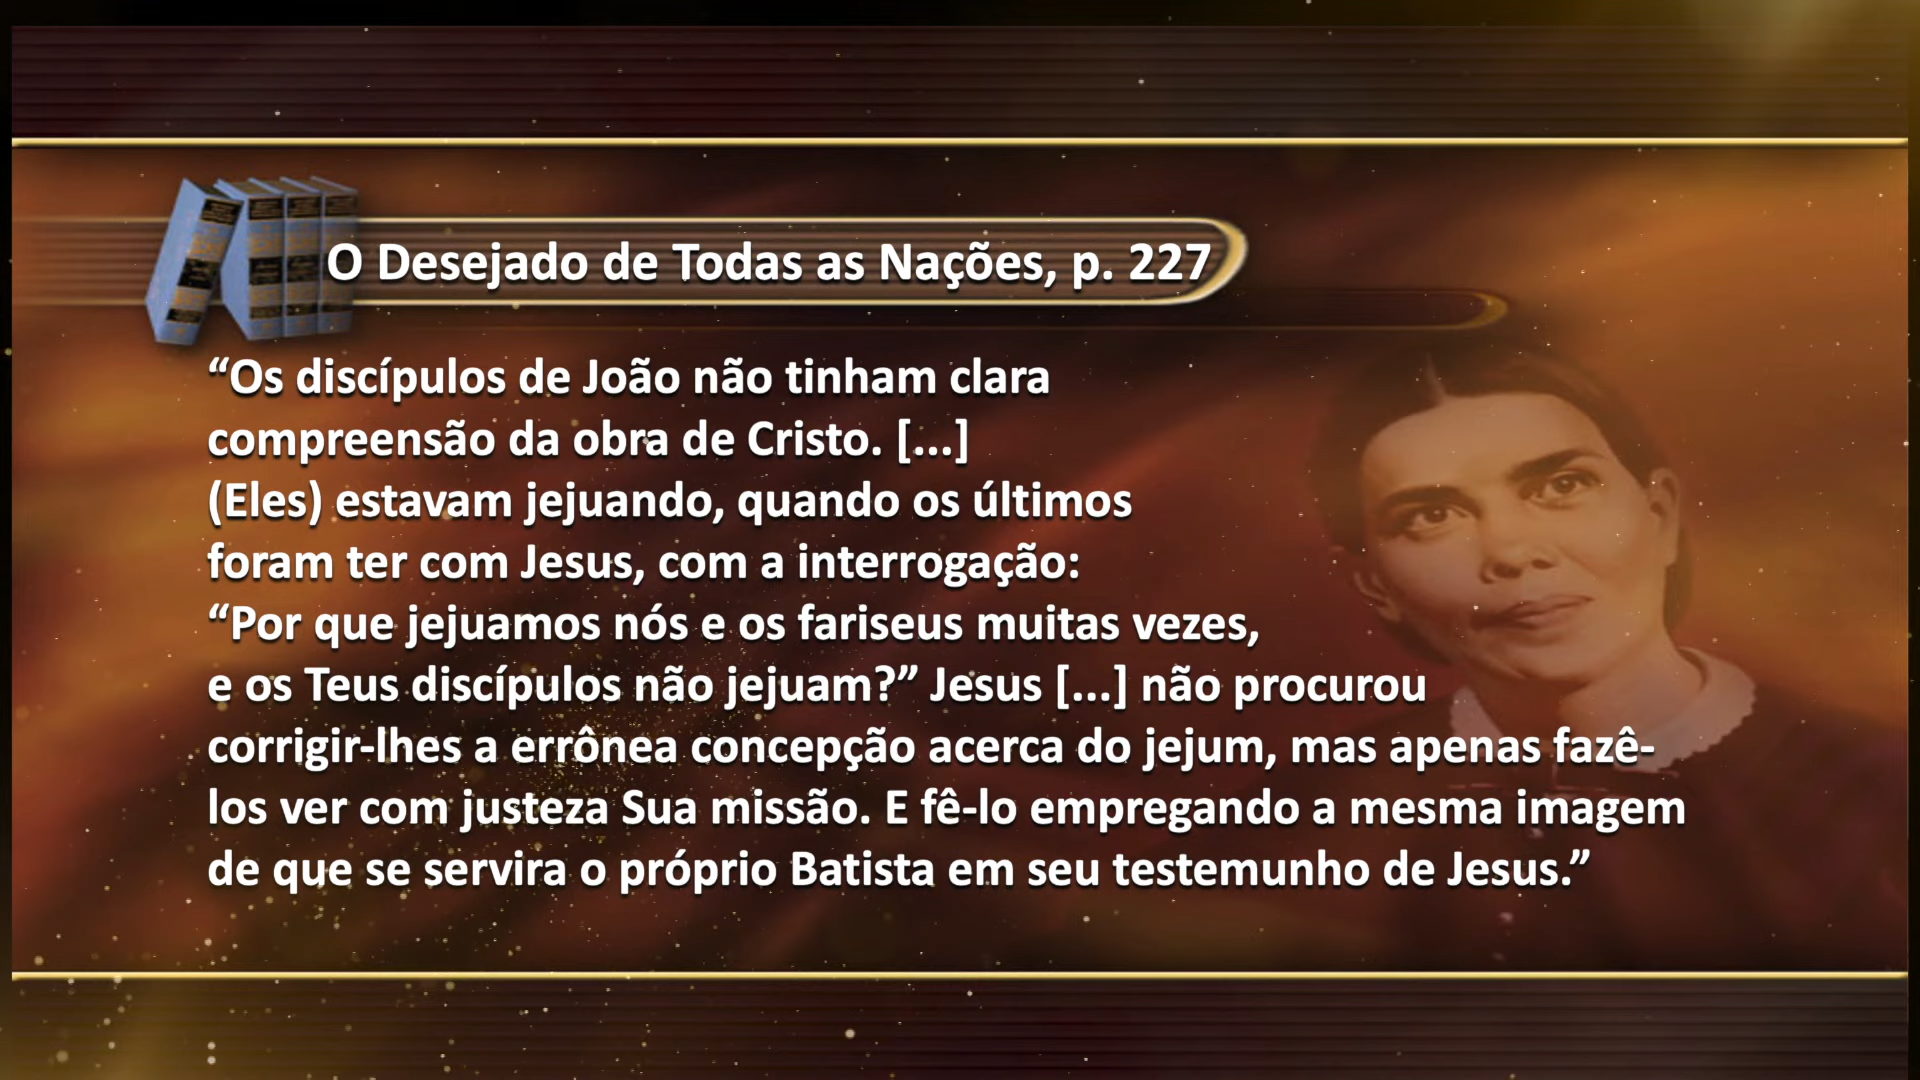 O Desejado de Todas as Nações, p. 227
“Os discípulos de João não tinham clara
compreensão da obra de Cristo. [...]
(Eles) estavam jejuando, quando os últimos
foram ter com Jesus, com a interrogação:
“Por que jejuamos nós e os fariseus muitas vezes,
e os Teus discípulos não jejuam?” Jesus [...] não procurou
corrigir-lhes a errônea concepção acerca do jejum, mas apenas fazê-
los ver com justeza Sua missão. E fê-lo empregando a mesma imagem
de que se servira o próprio Batista em seu testemunho de Jesus.”